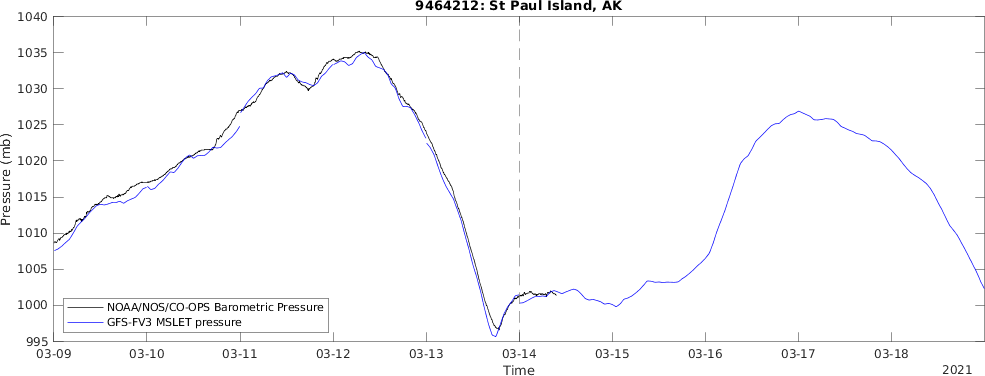 9464212: St Paul Island, AK
Pressure (mb)
1040
1035
1030
1025
1020
1015
1010
1005
1000
995
NOAA/NOS/CO-OPS Barometric Pressure
GFS-FV3 MSLET pressure
03-09 03-10 03-11 03-12 03-13 03-14 03-15 03-16 03-17 03-18
Time
2021